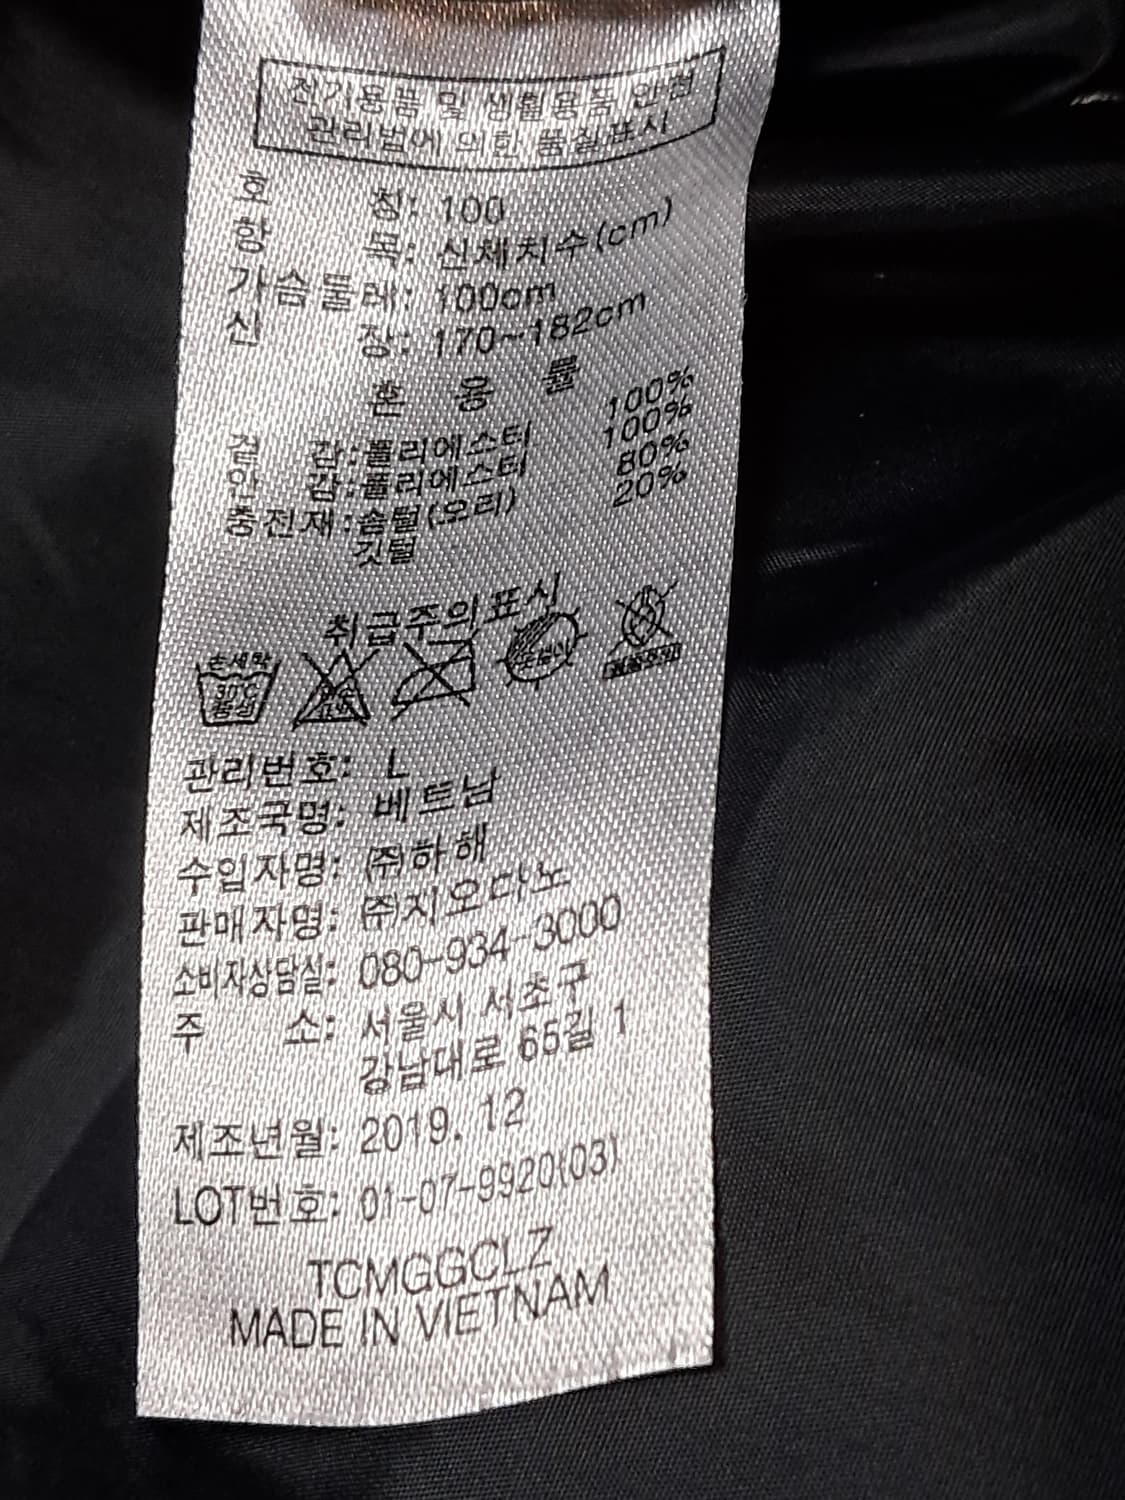 전기용품 및 생활용품 안전
관리법에 의한 품질표시
호 칭: 100
항 목: 신체치수(cm)
가슴둘레: 100cm
신 장: 170~182cm
혼 용 률
겉 감:폴리에스터 100%
안 감:폴리에스터 100%
충전재:솜털(오리) 80%
깃털 20%
취급주의표시
손세탁
30℃
중성
관리번호: L
제조국명: 베트남
수입자명: ㈜하해
판매자명: ㈜지오다노
소비자상담실: 080-934-3000
주 소: 서울시 서초구
강남대로 65길 1
제조년월: 2019. 12
LOT번호: 01-07-9920(03)
TCMGGCLZ
MADE IN VIETNAM